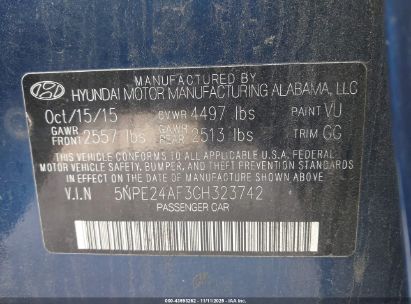 MANUFACTURED BY
HYUNDAI MOTOR MANUFACTURING ALABAMA, LLC
Oct/15/15 GVWR 4497 lbs PAINT VU
GAWR FRONT 2557 lbs GAWR REAR 2513 lbs TRIM GG
THIS VEHICLE CONFORMS TO ALL APPLICABLE U.S. FEDERAL
MOTOR VEHICLE SAFETY, BUMPER, AND THEFT PREVENTION STANDARDS
IN EFFECT ON THE DATE OF MANUFACTURE SHOWN ABOVE.
V.I.N 5NPE24AF3GH323742
PASSENGER CAR